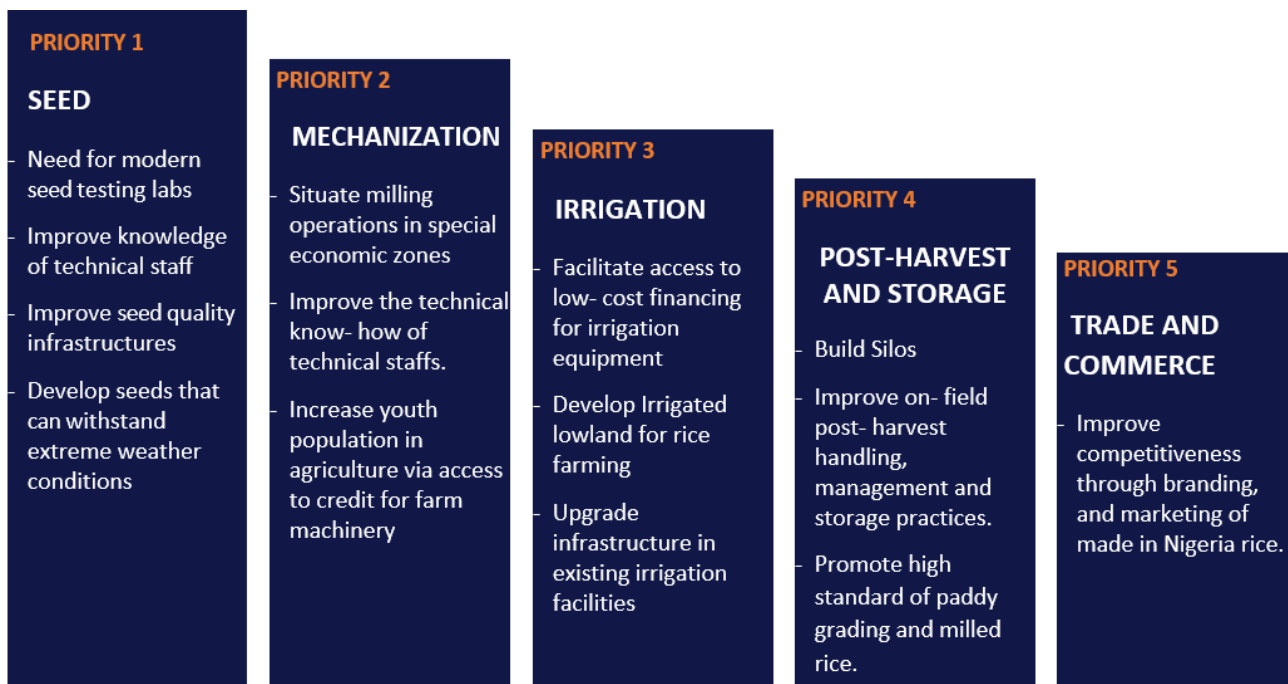 PRIORITY 1
SEED
- Need for modern
seed testing labs
- Improve knowledge
of technical staff
- Improve seed quality
infrastructures
- Develop seeds that
can withstand
extreme weather
conditions
PRIORITY 2
MECHANIZATION
- Situate milling
operations in special
economic zones
- Improve the technical
know- how of
technical staffs.
- Increase youth
population in
agriculture via access
to credit for farm
machinery
PRIORITY 3
IRRIGATION
- Facilitate access to
low- cost financing
for irrigation
equipment
- Develop Irrigated
lowland for rice
farming
- Upgrade
infrastructure in
existing irrigation
facilities
PRIORITY 4
POST-HARVEST
AND STORAGE
- Build Silos
- Improve on- field
post- harvest
handling,
management and
storage practices.
- Promote high
standard of paddy
grading and milled
rice.
PRIORITY 5
TRADE AND
COMMERCE
- Improve
competitiveness
through branding,
and marketing of
made in Nigeria rice.